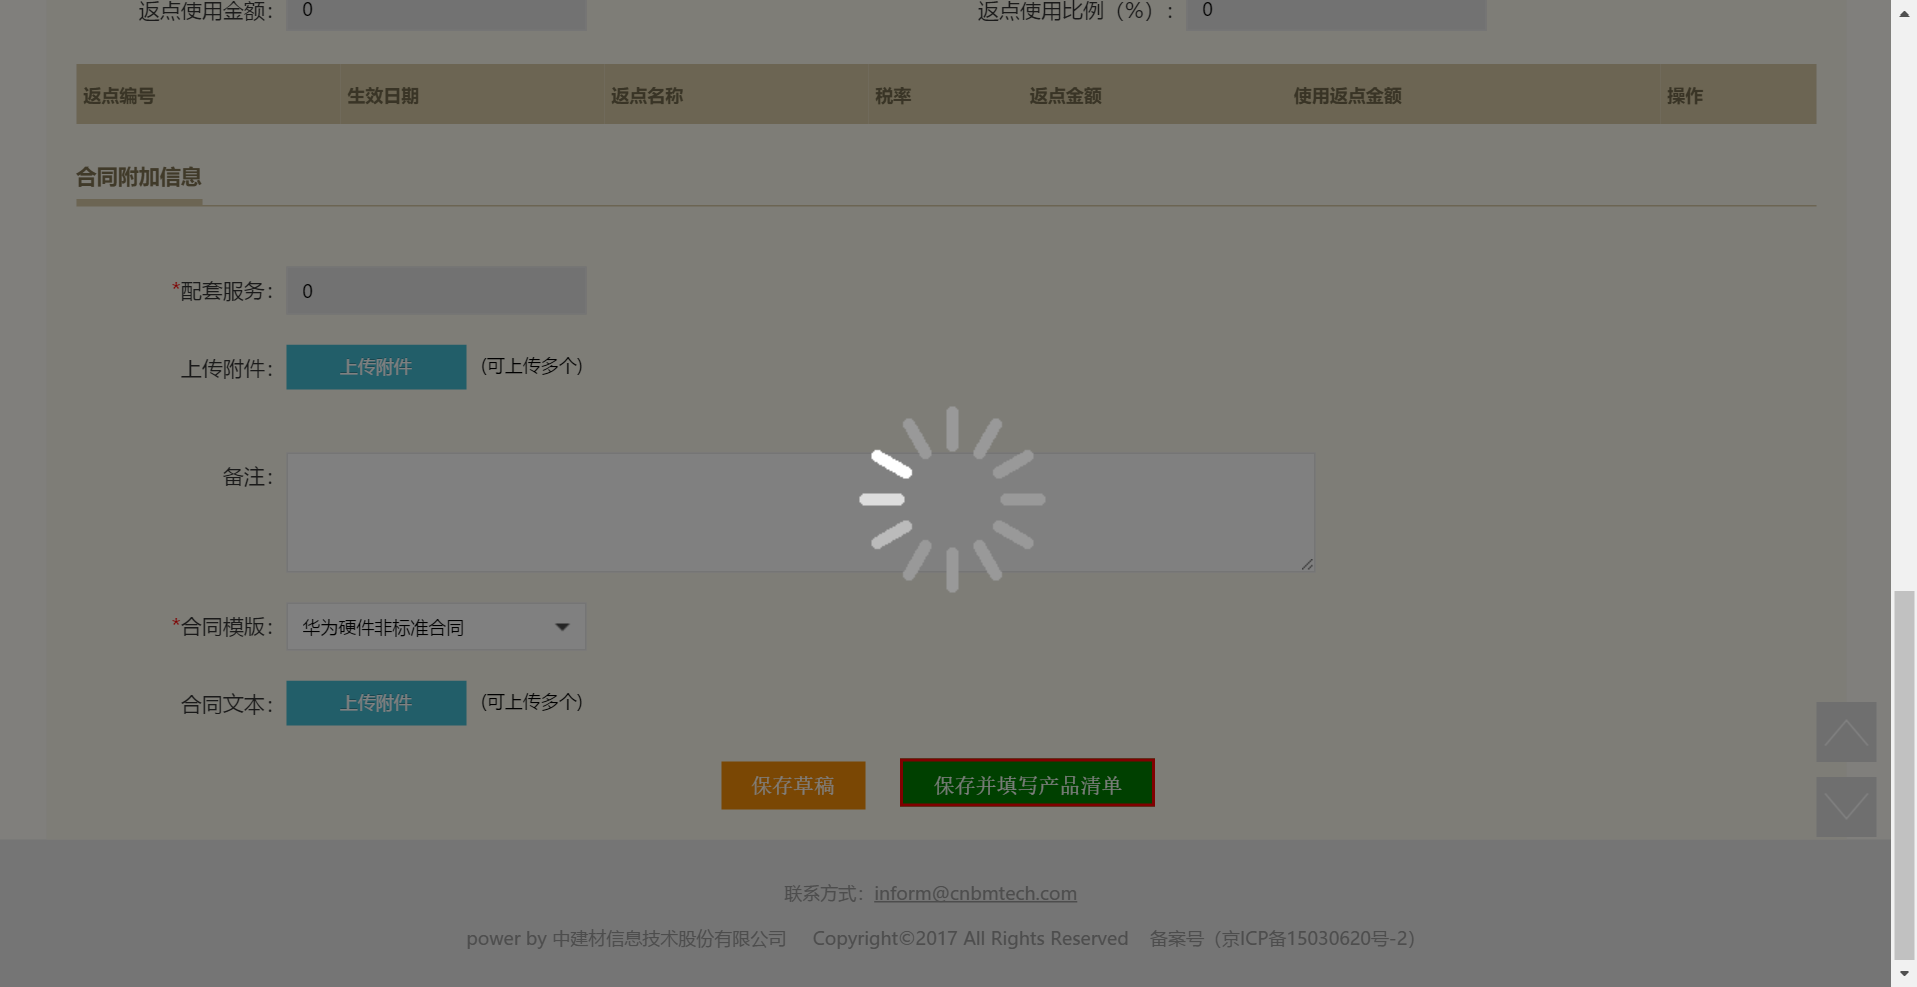 返点使用金额： 0 返点使用比例（%）： 0
返点编号 生效日期 返点名称 税率 返点金额 使用返点金额 操作
合同附加信息
*配套服务： 0
上传附件： 上传附件 (可上传多个)
备注：
*合同模版： 华为硬件非标准合同
合同文本： 上传附件 (可上传多个)
保存草稿 保存并填写产品清单
联系方式：inform@cnbmtech.com
power by 中建材信息技术股份有限公司 Copyright©2017 All Rights Reserved 备案号（京ICP备15030620号-2）